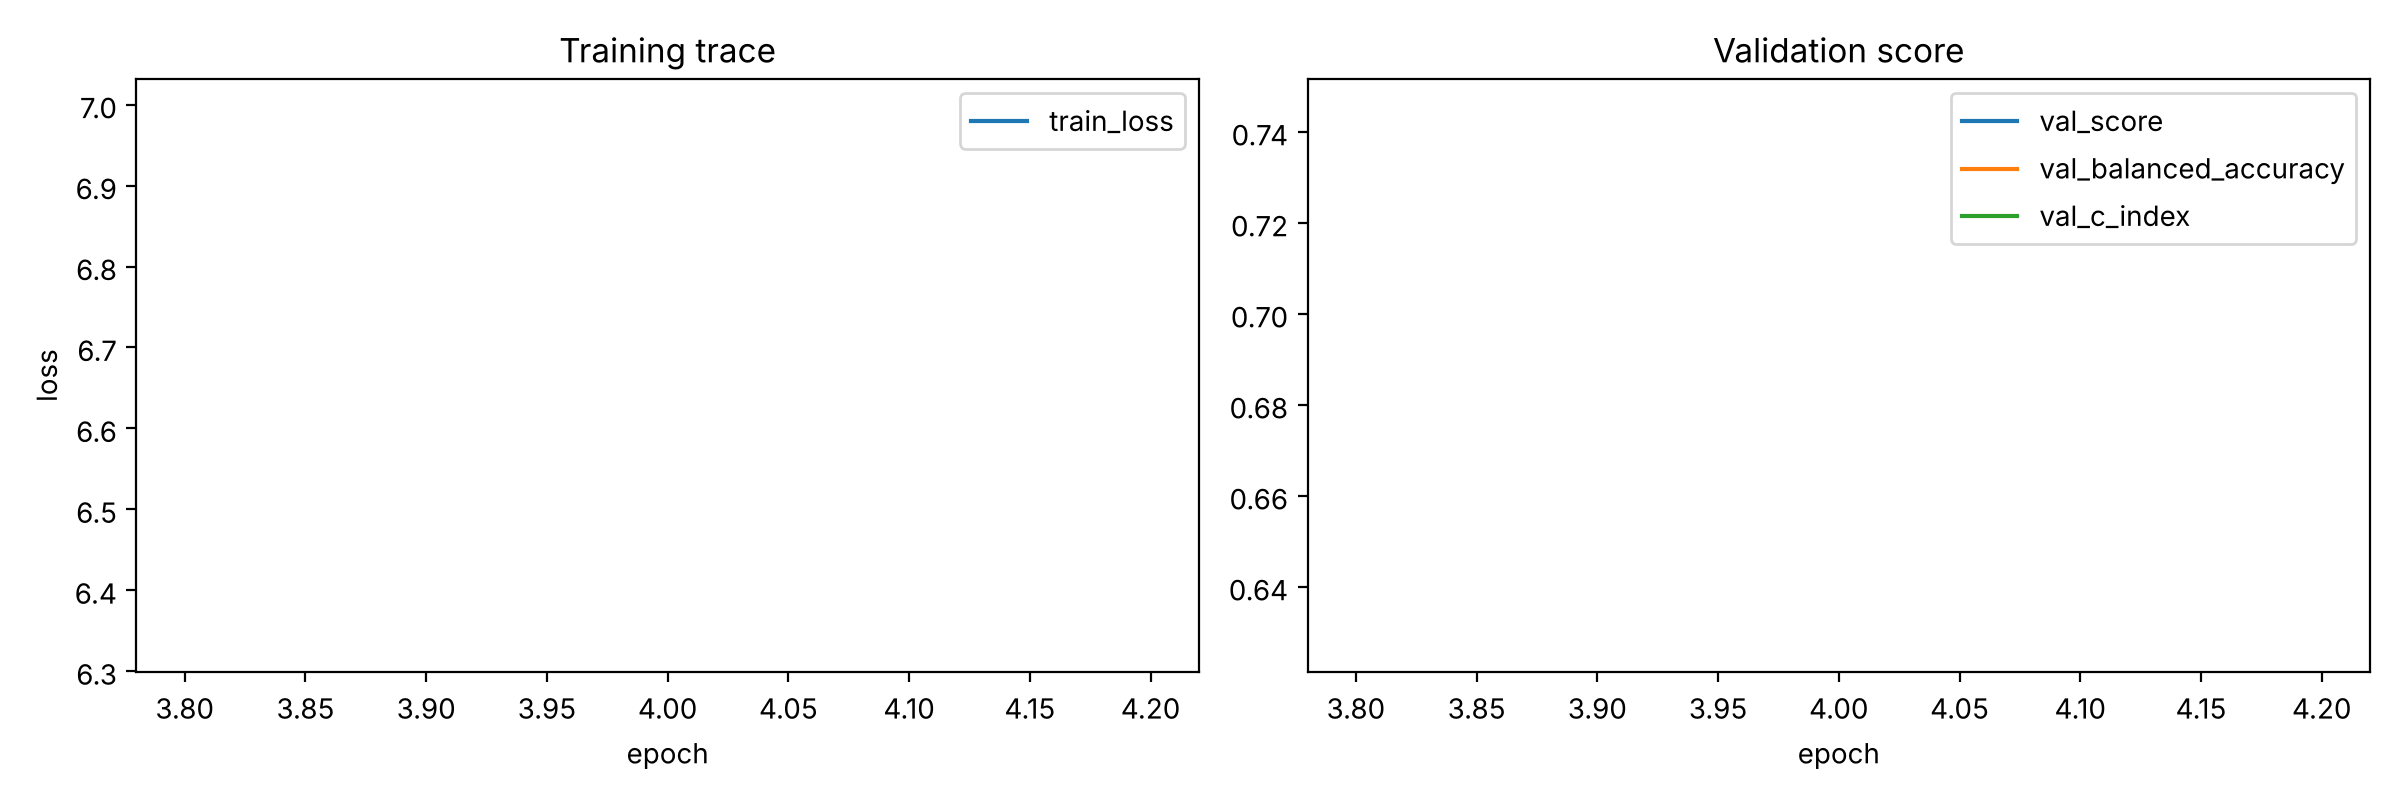 Training trace
train_loss
7.0
6.9
6.8
6.7
6.6
6.5
6.4
6.3
loss
3.80 3.85 3.90 3.95 4.00 4.05 4.10 4.15 4.20
epoch
Validation score
val_score
val_balanced_accuracy
val_c_index
0.74
0.72
0.70
0.68
0.66
0.64
3.80 3.85 3.90 3.95 4.00 4.05 4.10 4.15 4.20
epoch